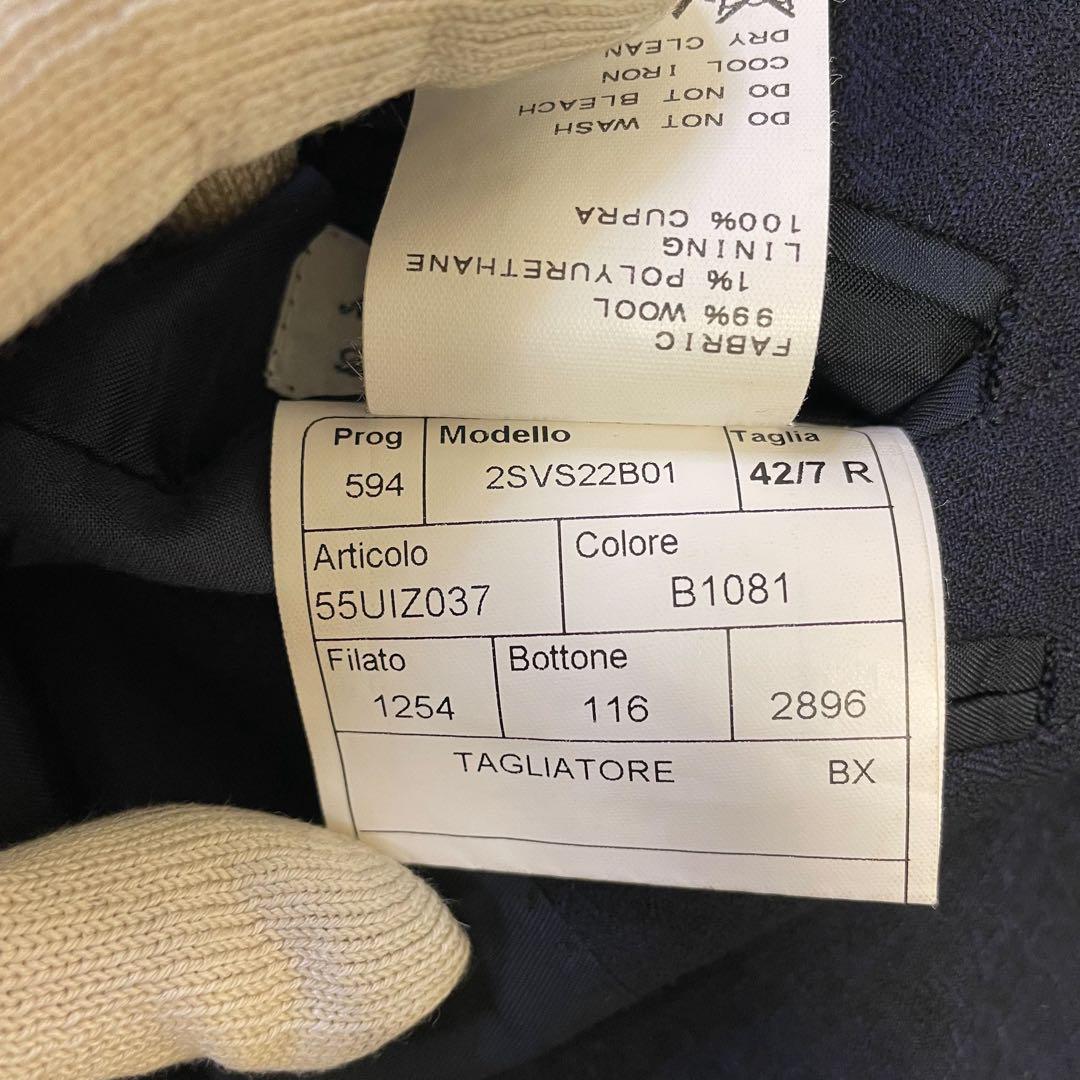 FABRIC
99% WOOL
1% POLYURETHANE
LINING
100% CUPRA
DO NOT WASH
DO NOT BLEACH
COOL IRON
DRY CLEAN
Prog Modello Taglia
594 2SVS22B01 42/7 R
Articolo Colore
55UIZ037 B1081
Filato Bottone
1254 116 2896
TAGLIATORE BX